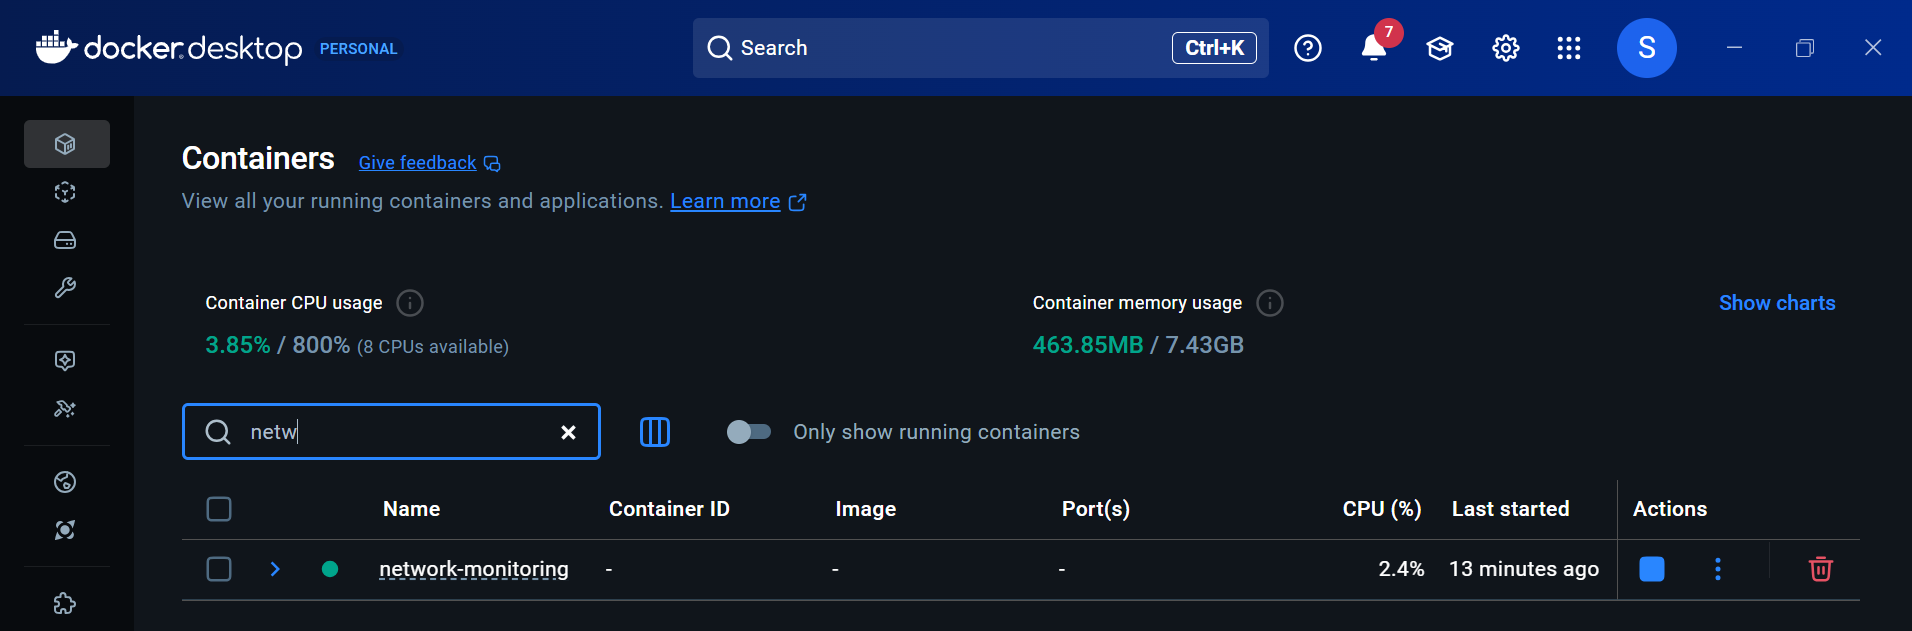 docker desktop PERSONAL
Search Ctrl+K
7
S
Containers Give feedback
View all your running containers and applications. Learn more
Container CPU usage
3.85% / 800% (8 CPUs available)
Container memory usage
463.85MB / 7.43GB
Show charts
netw
Only show running containers
Name Container ID Image Port(s) CPU (%) Last started Actions
network-monitoring - - - 2.4% 13 minutes ago